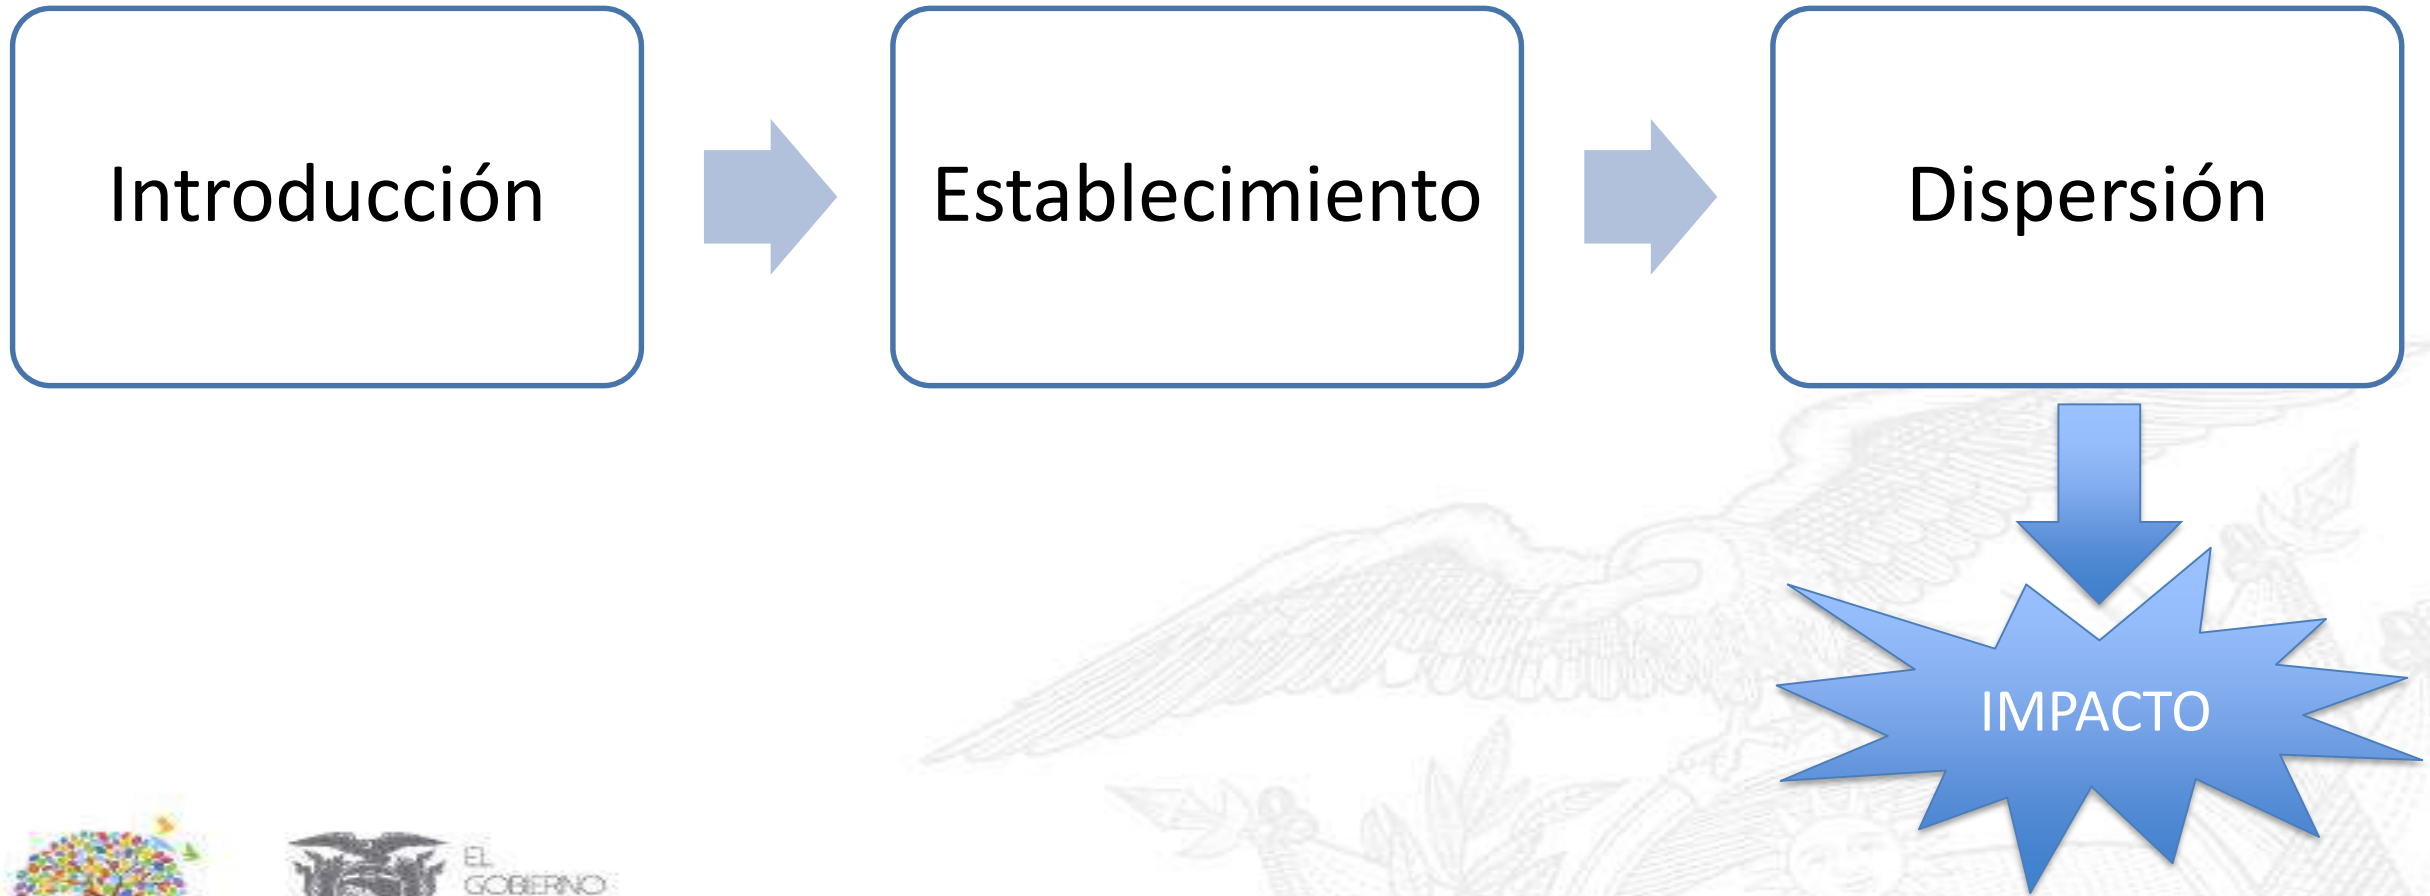 Introducción
Establecimiento
Dispersión
IMPACTO
EL
GOBIERNO